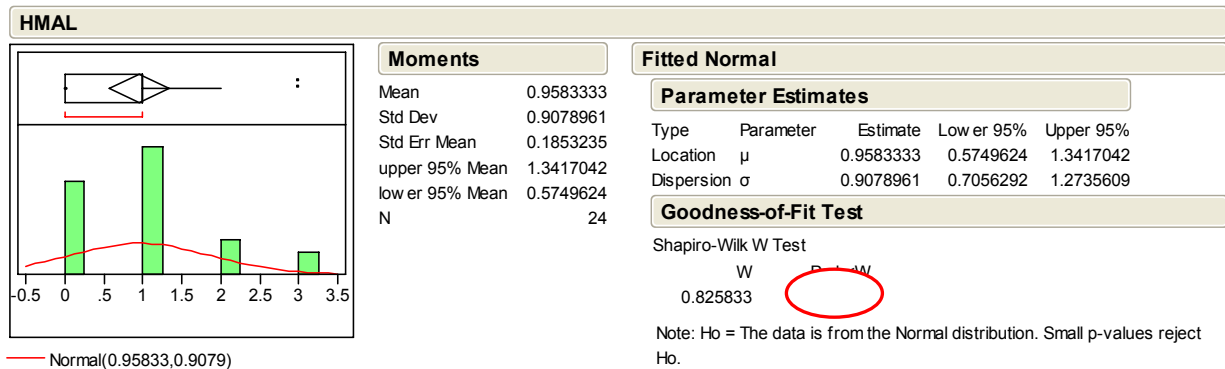 HMAL
-0.5 0 .5 1 1.5 2 2.5 3 3.5
Normal(0.95833,0.9079)
Moments
Mean 0.9583333
Std Dev 0.9078961
Std Err Mean 0.1853235
upper 95% Mean 1.3417042
lower 95% Mean 0.5749624
N 24
Fitted Normal
Parameter Estimates
Type Parameter Estimate Lower 95% Upper 95%
Location μ 0.9583333 0.5749624 1.3417042
Dispersion σ 0.9078961 0.7056292 1.2735609
Goodness-of-Fit Test
Shapiro-Wilk W Test
W
0.825833
Note: Ho = The data is from the Normal distribution. Small p-values reject
Ho.